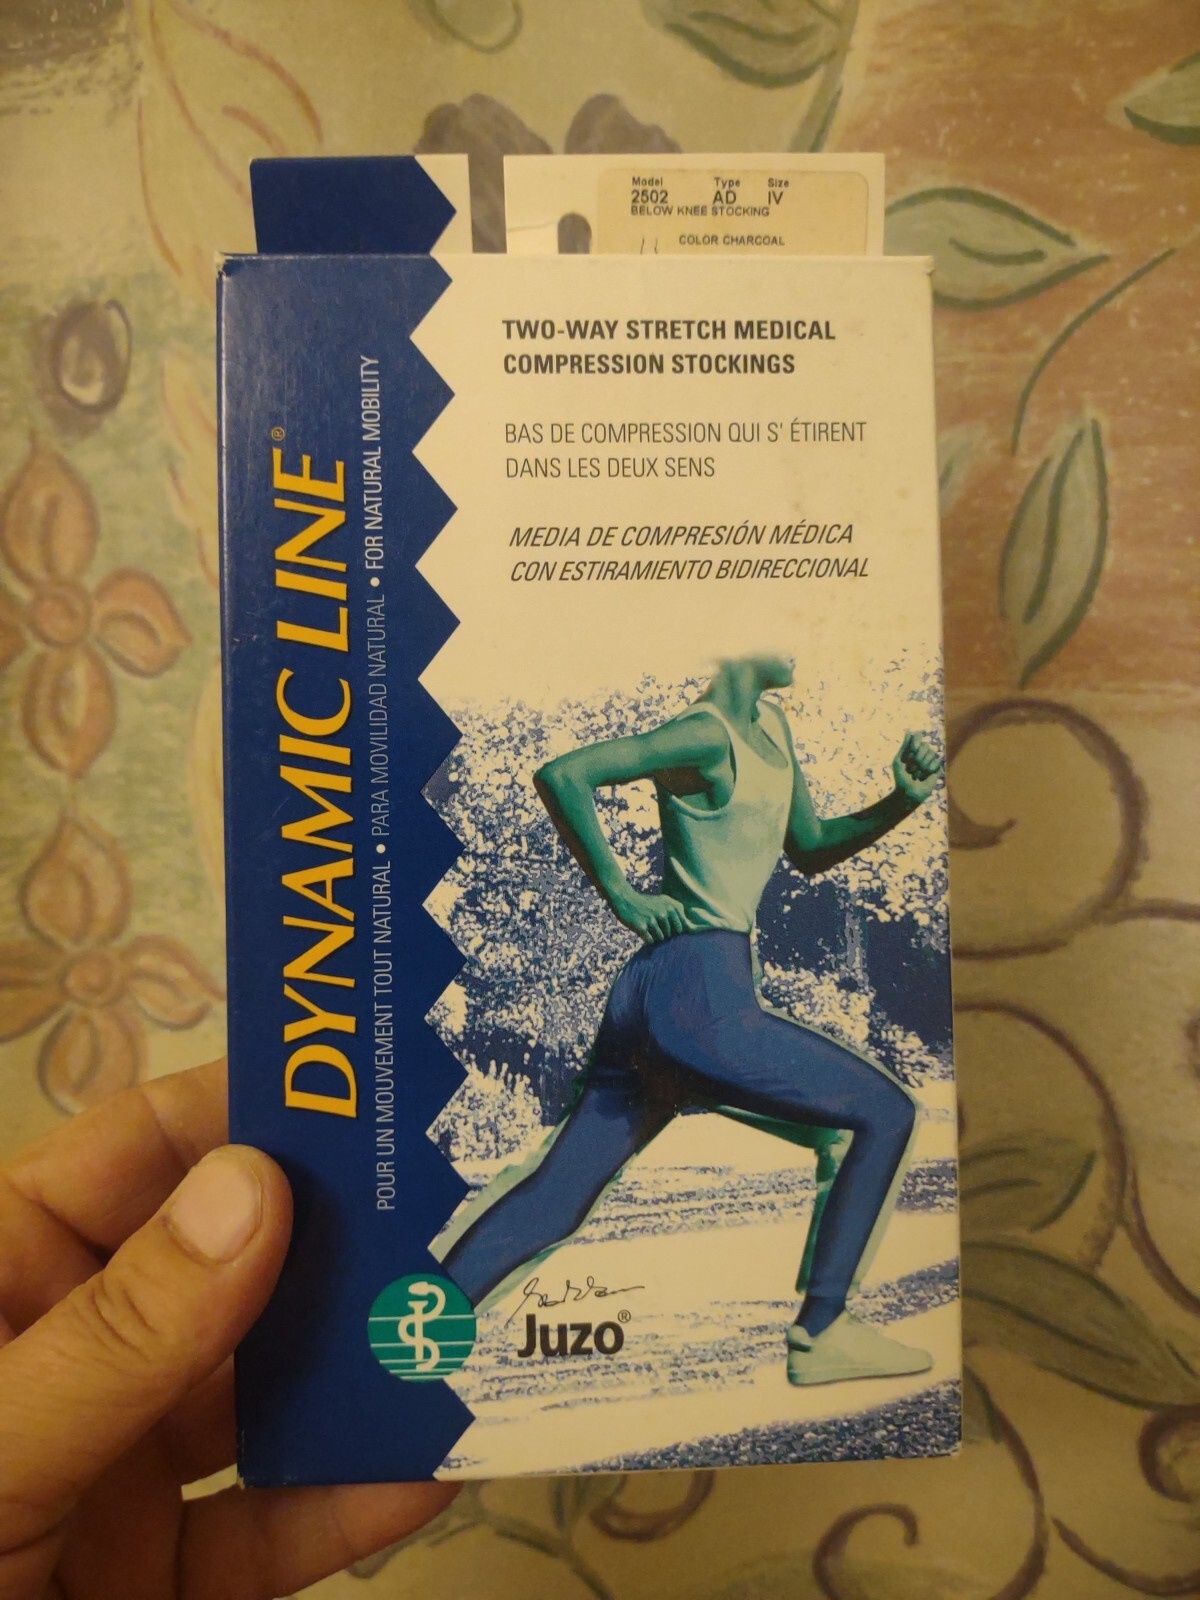 Model Type Size
2502 AD IV
BELOW KNEE STOCKING
COLOR CHARCOAL
TWO-WAY STRETCH MEDICAL
COMPRESSION STOCKINGS
BAS DE COMPRESSION QUI S' ÉTIRENT
DANS LES DEUX SENS
MEDIA DE COMPRESIÓN MÉDICA
CON ESTIRAMIENTO BIDIRECCIONAL
DYNAMIC LINE®
POUR UN MOUVEMENT TOUT NATURAL • PARA MOVILIDAD NATURAL • FOR NATURAL MOBILITY
Juzo®